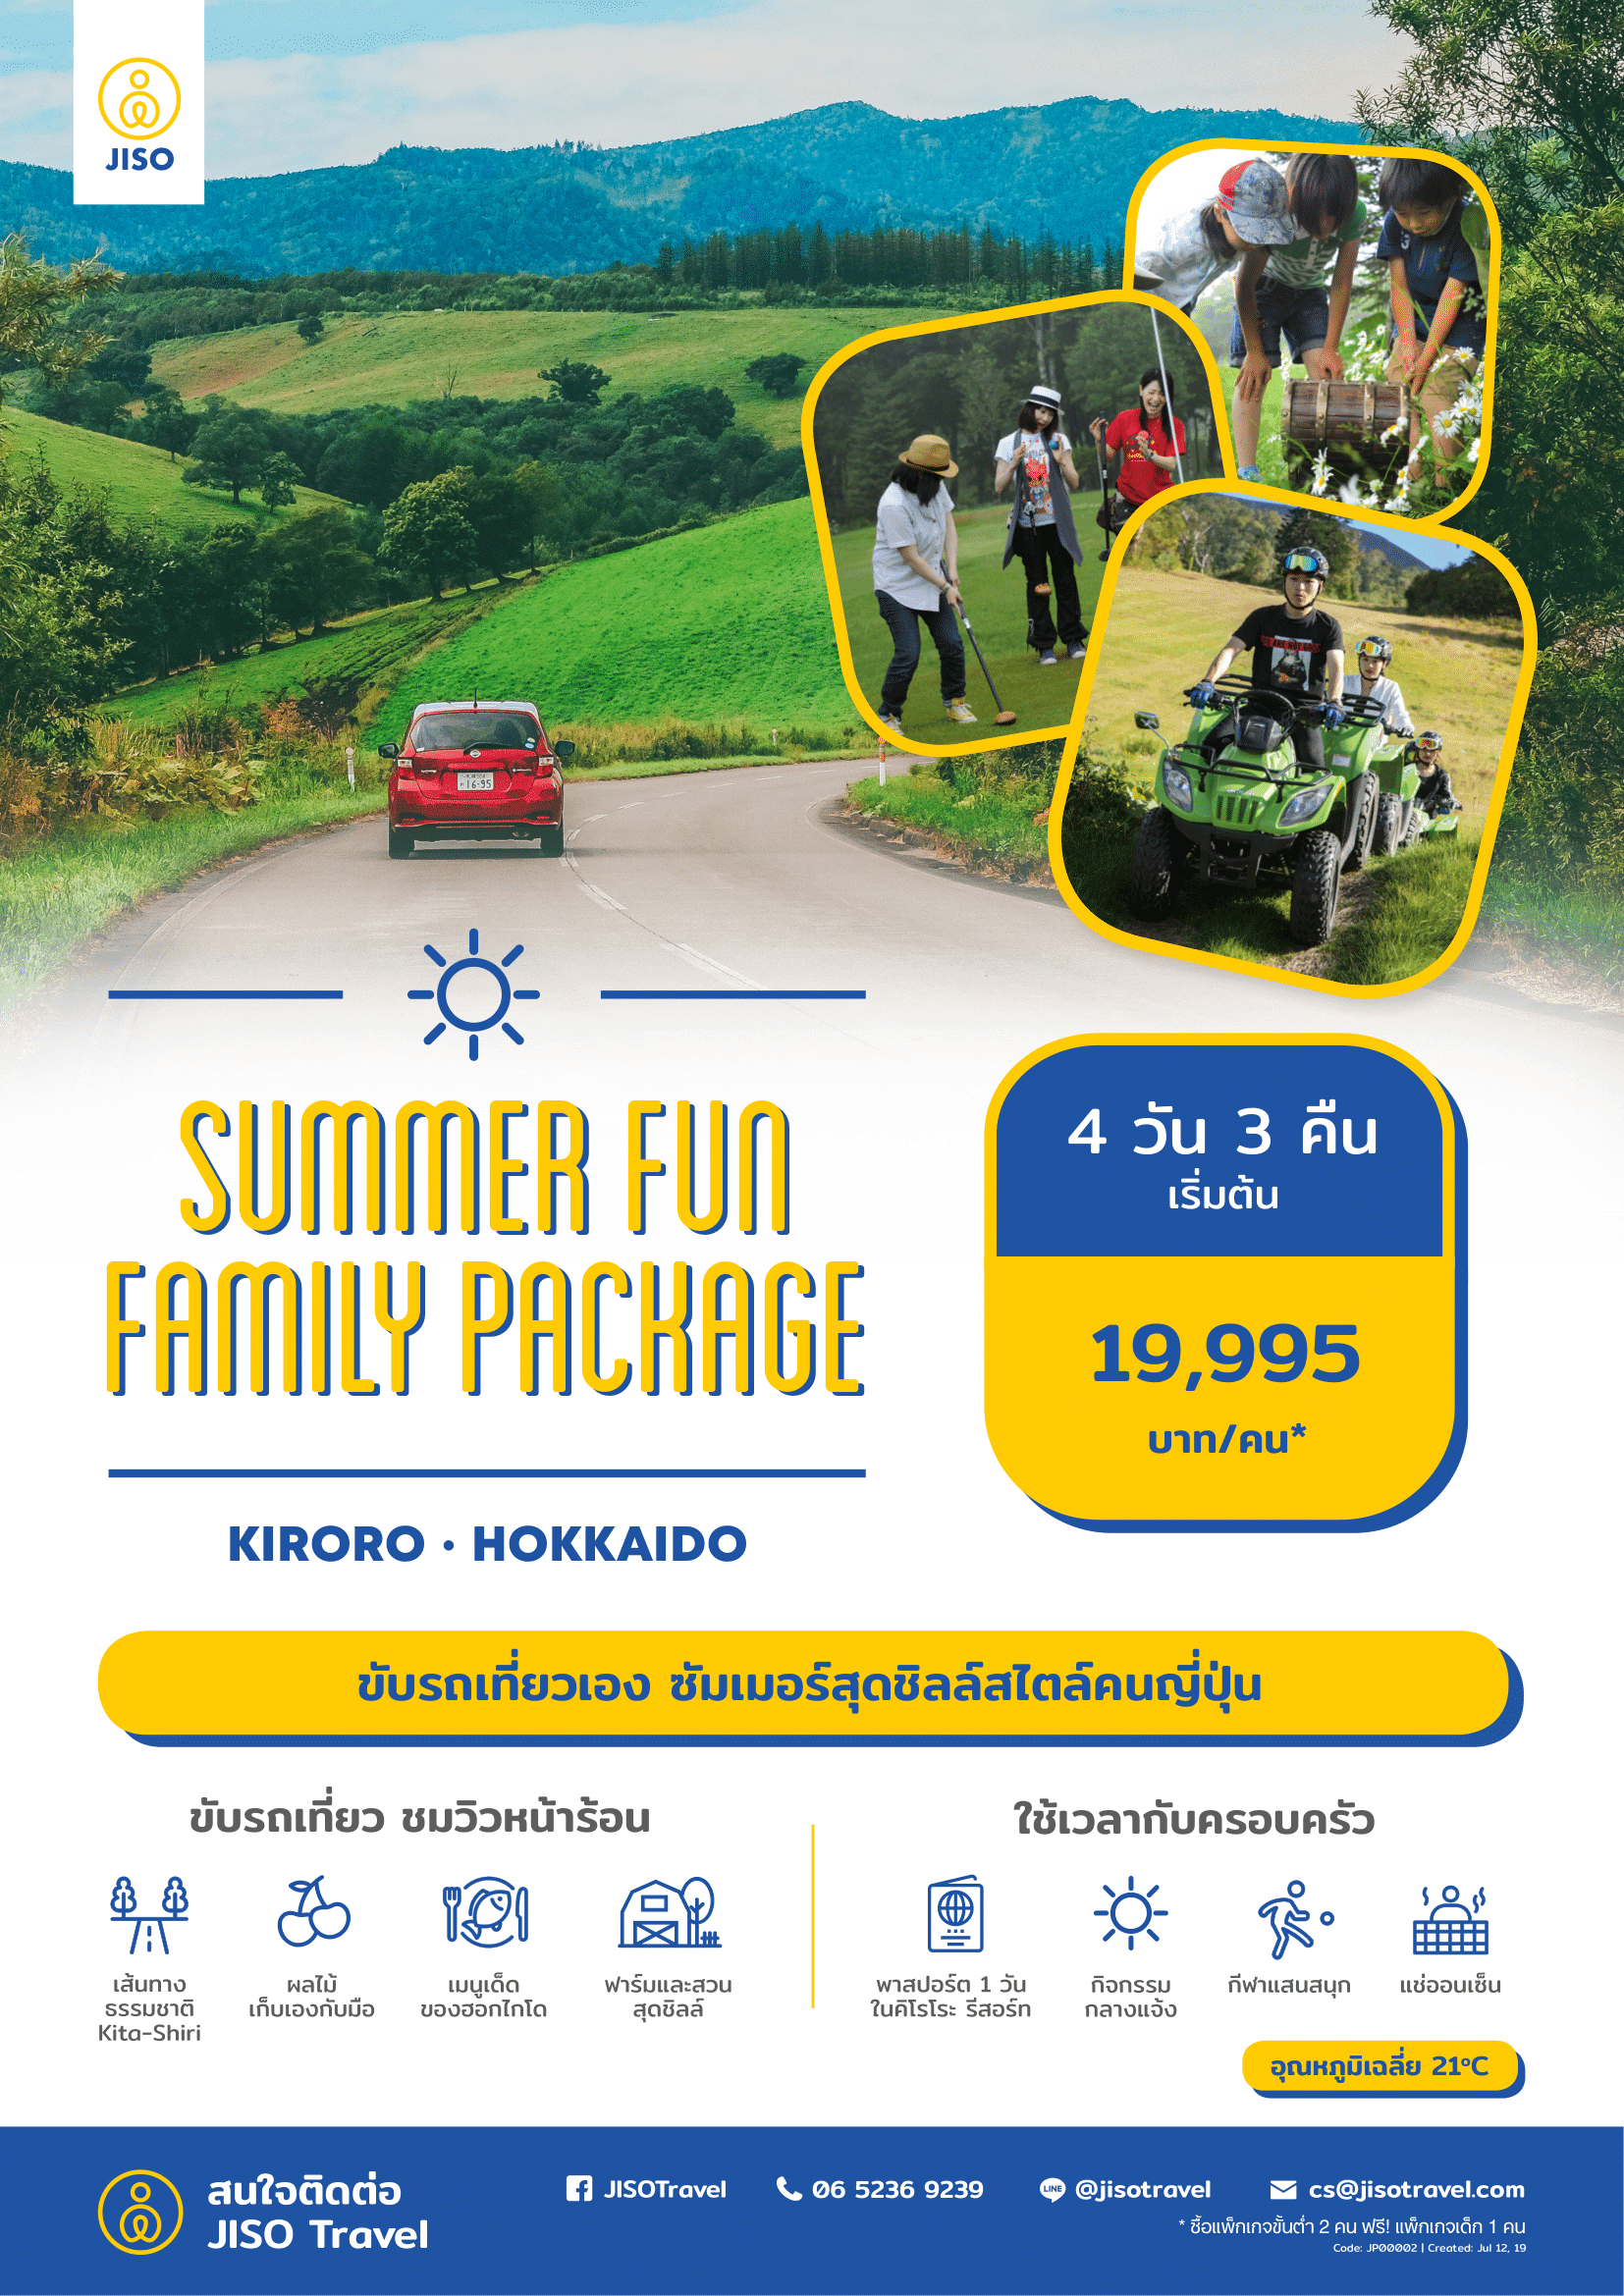 JISO
16-95
SUMMER FUN
FAMILY PACKAGE
KIRORO · HOKKAIDO
4 วัน 3 คืน
เริ่มต้น
19,995
บาท/คน*
ขับรถเที่ยวเอง ซัมเมอร์สุดชิลล์สไตล์คนญี่ปุ่น
ขับรถเที่ยว ชมวิวหน้าร้อน
เส้นทาง
ธรรมชาติ
Kita-Shiri
ผลไม้
เก็บเองกับมือ
เมนูเด็ด
ของฮอกไกโด
ฟาร์มและสวน
สุดชิลล์
ใช้เวลากับครอบครัว
พาสปอร์ต 1 วัน
ในคิโรโระ รีสอร์ท
กิจกรรม
กลางแจ้ง
กีฬาแสนสนุก
แช่ออนเซ็น
อุณหภูมิเฉลี่ย 21°C
สนใจติดต่อ
JISO Travel
JISOTravel
06 5236 9239
LINE @jisotravel
cs@jisotravel.com
* ซื้อแพ็กเกจขั้นต่ำ 2 คน ฟรี! แพ็กเกจเด็ก 1 คน
Code: JP00002 | Created: Jul 12, 19